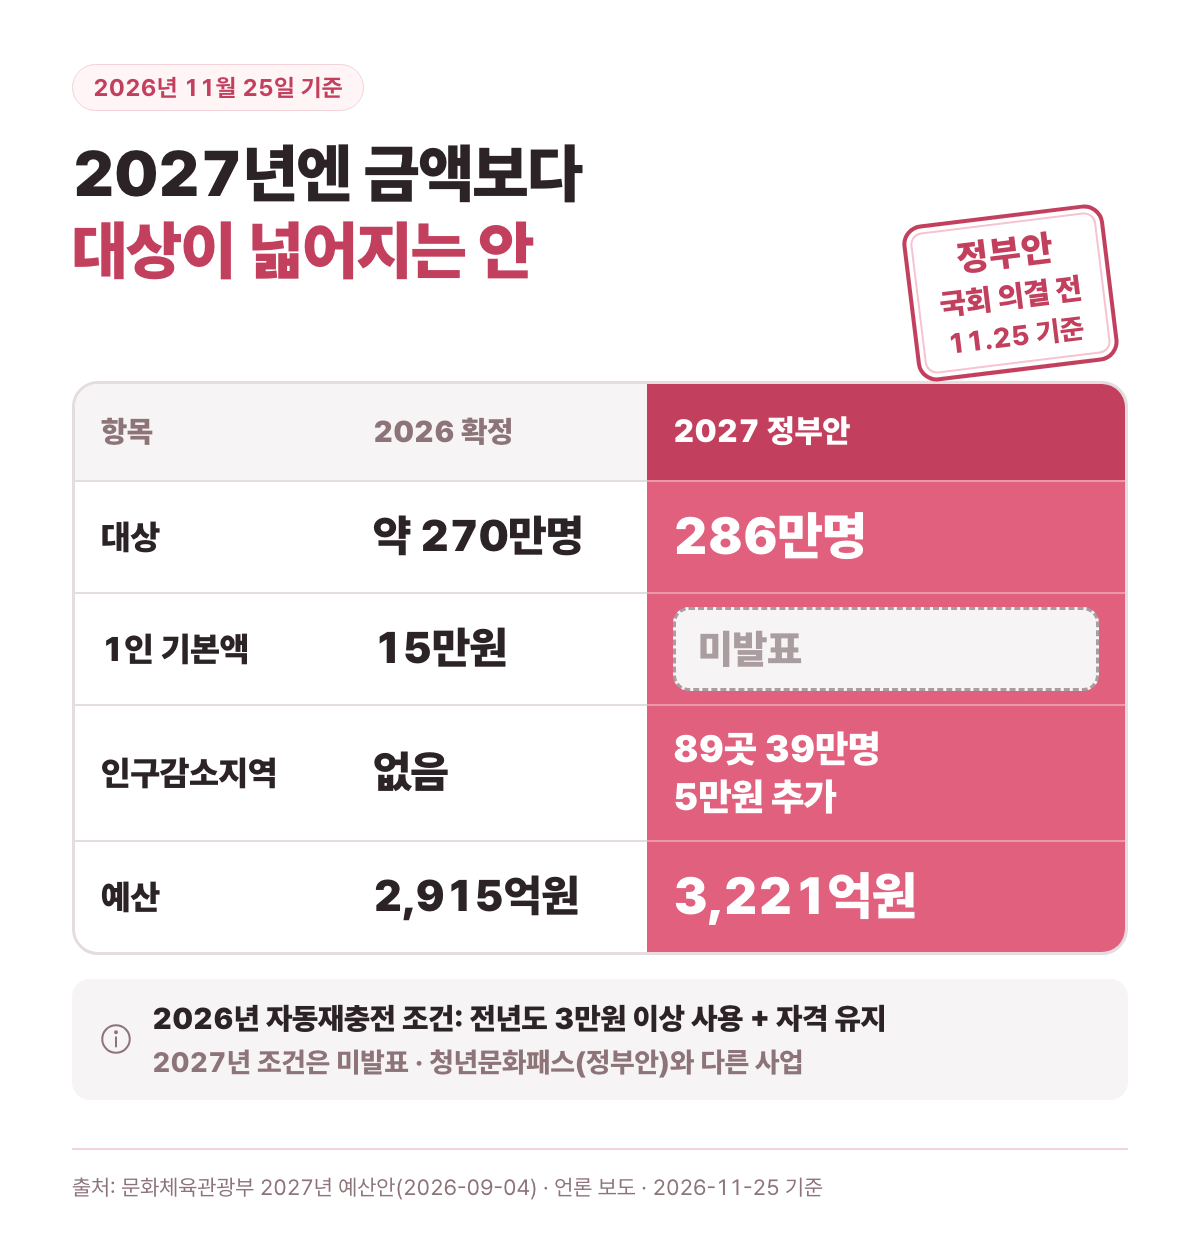 2026년 11월 25일 기준
2027년엔 금액보다
대상이 넓어지는 안
정부안
국회 의결 전
11.25 기준
항목 2026 확정 2027 정부안
대상 약 270만명 286만명
1인 기본액 15만원 미발표
인구감소지역 없음 89곳 39만명
5만원 추가
예산 2,915억원 3,221억원
2026년 자동재충전 조건: 전년도 3만원 이상 사용 + 자격 유지
2027년 조건은 미발표 · 청년문화패스(정부안)와 다른 사업
출처: 문화체육관광부 2027년 예산안(2026-09-04) · 언론 보도 · 2026-11-25 기준